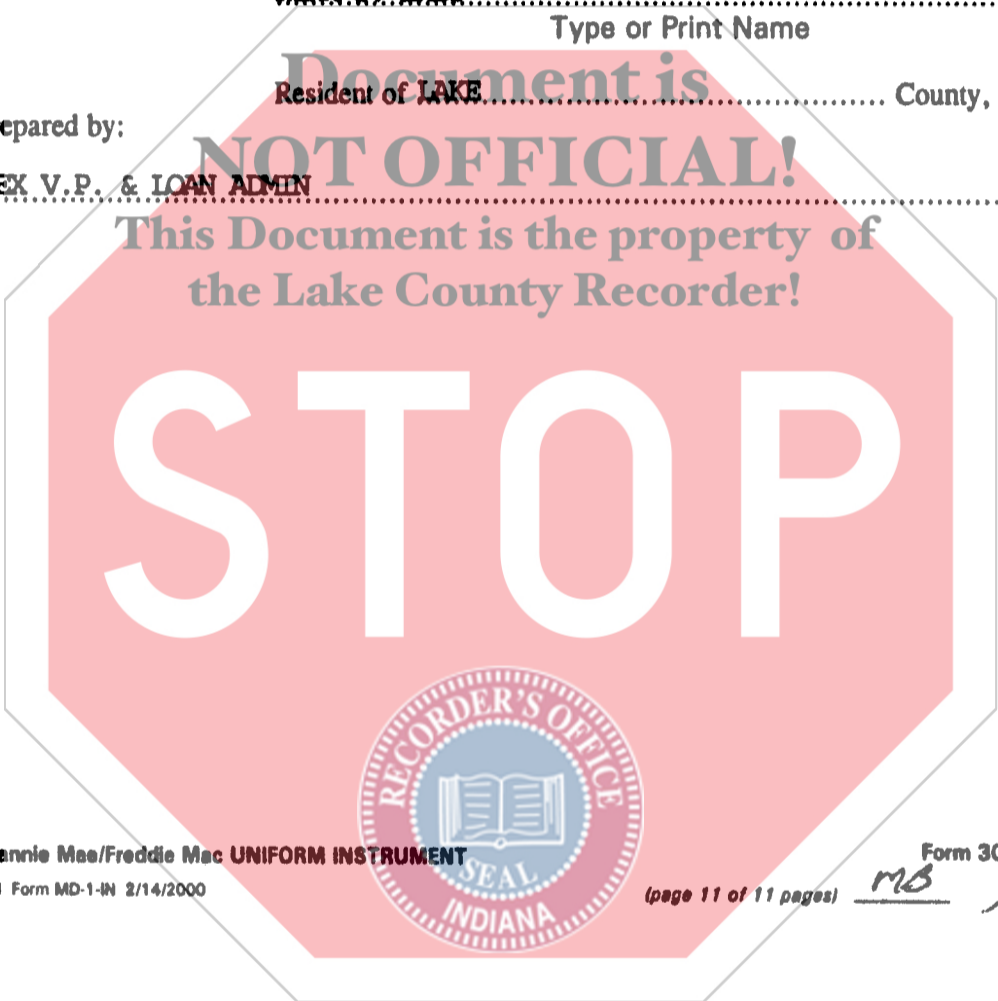 Type or Print Name
Document is
Resident of LAKE County,
epared by:
NOT OFFICIAL!
EX V.P. & LOAN ADMIN
This Document is the property of
the Lake County Recorder!
STOP
RECORDER'S OFFICE
SEAL
INDIANA
annie Mae/Freddie Mac UNIFORM INSTRUMENT
Form 30
Form MD-1-IN 2/14/2000
(page 11 of 11 pages)
MB